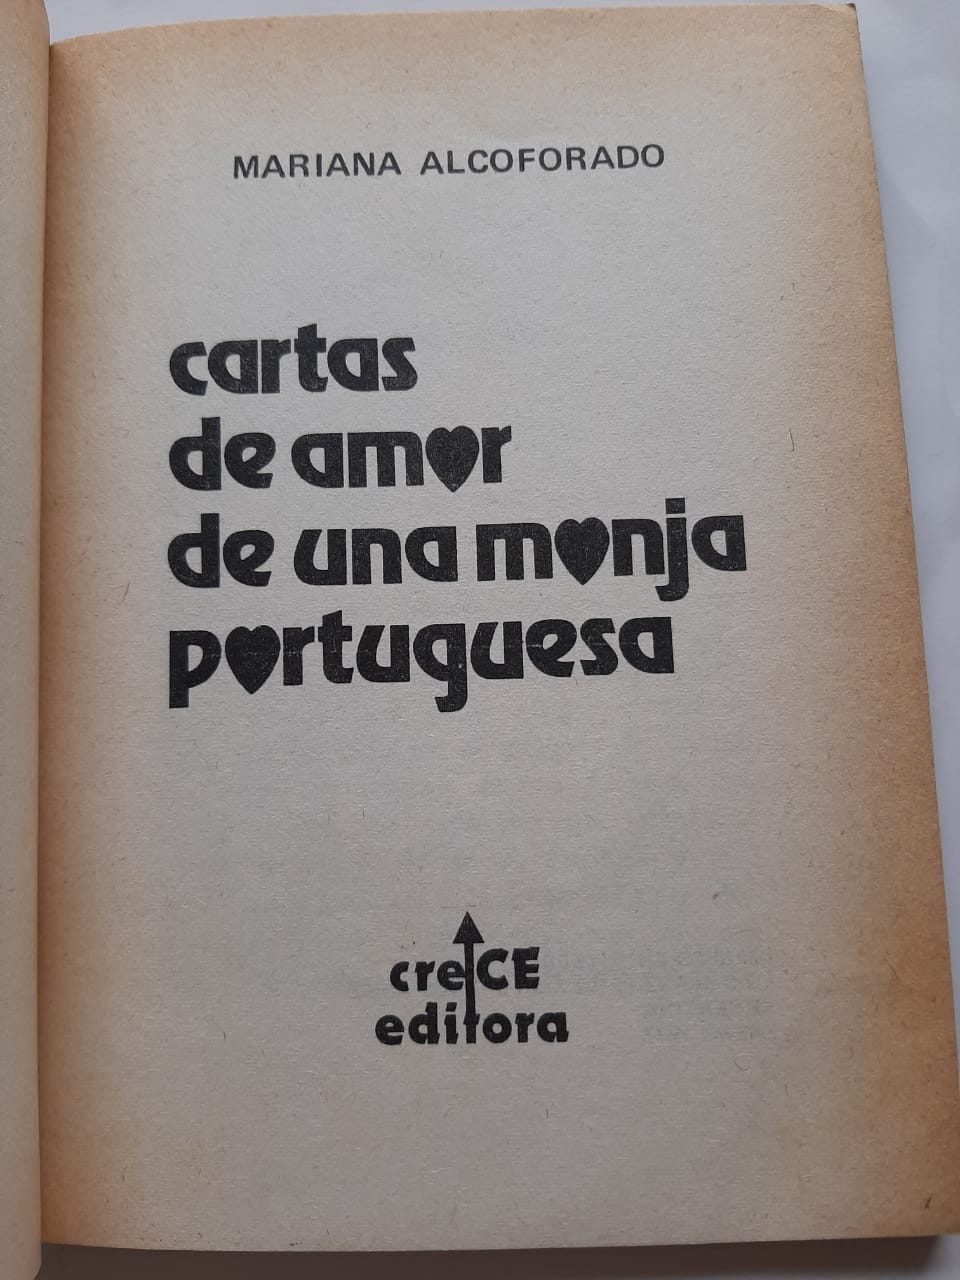 MARIANA ALCOFORADO
cartas
de amor
de una monja
portuguesa
creCE
editora